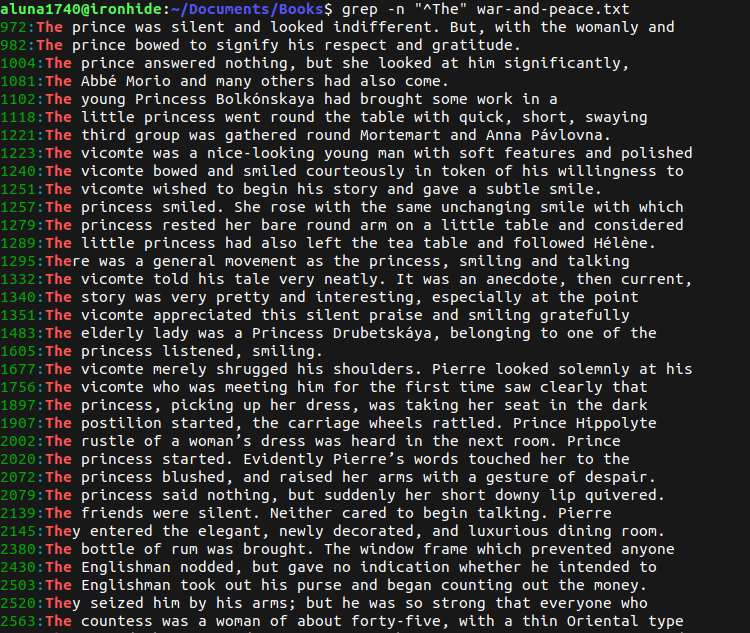 aluna1740@ironhide:~/Documents/Books$ grep -n "^The" war-and-peace.txt
972:The prince was silent and looked indifferent. But, with the womanly and
982:The prince bowed to signify his respect and gratitude.
1004:The prince answered nothing, but she looked at him significantly,
1081:The Abbé Morio and many others had also come.
1102:The young Princess Bolkónskaya had brought some work in a
1118:The little princess went round the table with quick, short, swaying
1221:The third group was gathered round Mortemart and Anna Pávlovna.
1223:The vicomte was a nice-looking young man with soft features and polished
1240:The vicomte bowed and smiled courteously in token of his willingness to
1251:The vicomte wished to begin his story and gave a subtle smile.
1257:The princess smiled. She rose with the same unchanging smile with which
1279:The princess rested her bare round arm on a little table and considered
1289:The little princess had also left the tea table and followed Hélène.
1295:There was a general movement as the princess, smiling and talking
1332:The vicomte told his tale very neatly. It was an anecdote, then current,
1340:The story was very pretty and interesting, especially at the point
1351:The vicomte appreciated this silent praise and smiling gratefully
1483:The elderly lady was a Princess Drubetskáya, belonging to one of the
1605:The princess listened, smiling.
1677:The vicomte merely shrugged his shoulders. Pierre looked solemnly at his
1756:The vicomte who was meeting him for the first time saw clearly that
1897:The princess, picking up her dress, was taking her seat in the dark
1907:The postilion started, the carriage wheels rattled. Prince Hippolyte
2002:The rustle of a woman’s dress was heard in the next room. Prince
2020:The princess started. Evidently Pierre’s words touched her to the
2072:The princess blushed, and raised her arms with a gesture of despair.
2079:The princess said nothing, but suddenly her short downy lip quivered.
2139:The friends were silent. Neither cared to begin talking. Pierre
2145:They entered the elegant, newly decorated, and luxurious dining room.
2380:The bottle of rum was brought. The window frame which prevented anyone
2430:The Englishman nodded, but gave no indication whether he intended to
2503:The Englishman took out his purse and began counting out the money.
2520:They seized him by his arms; but he was so strong that everyone who
2563:The countess was a woman of about forty-five, with a thin Oriental type